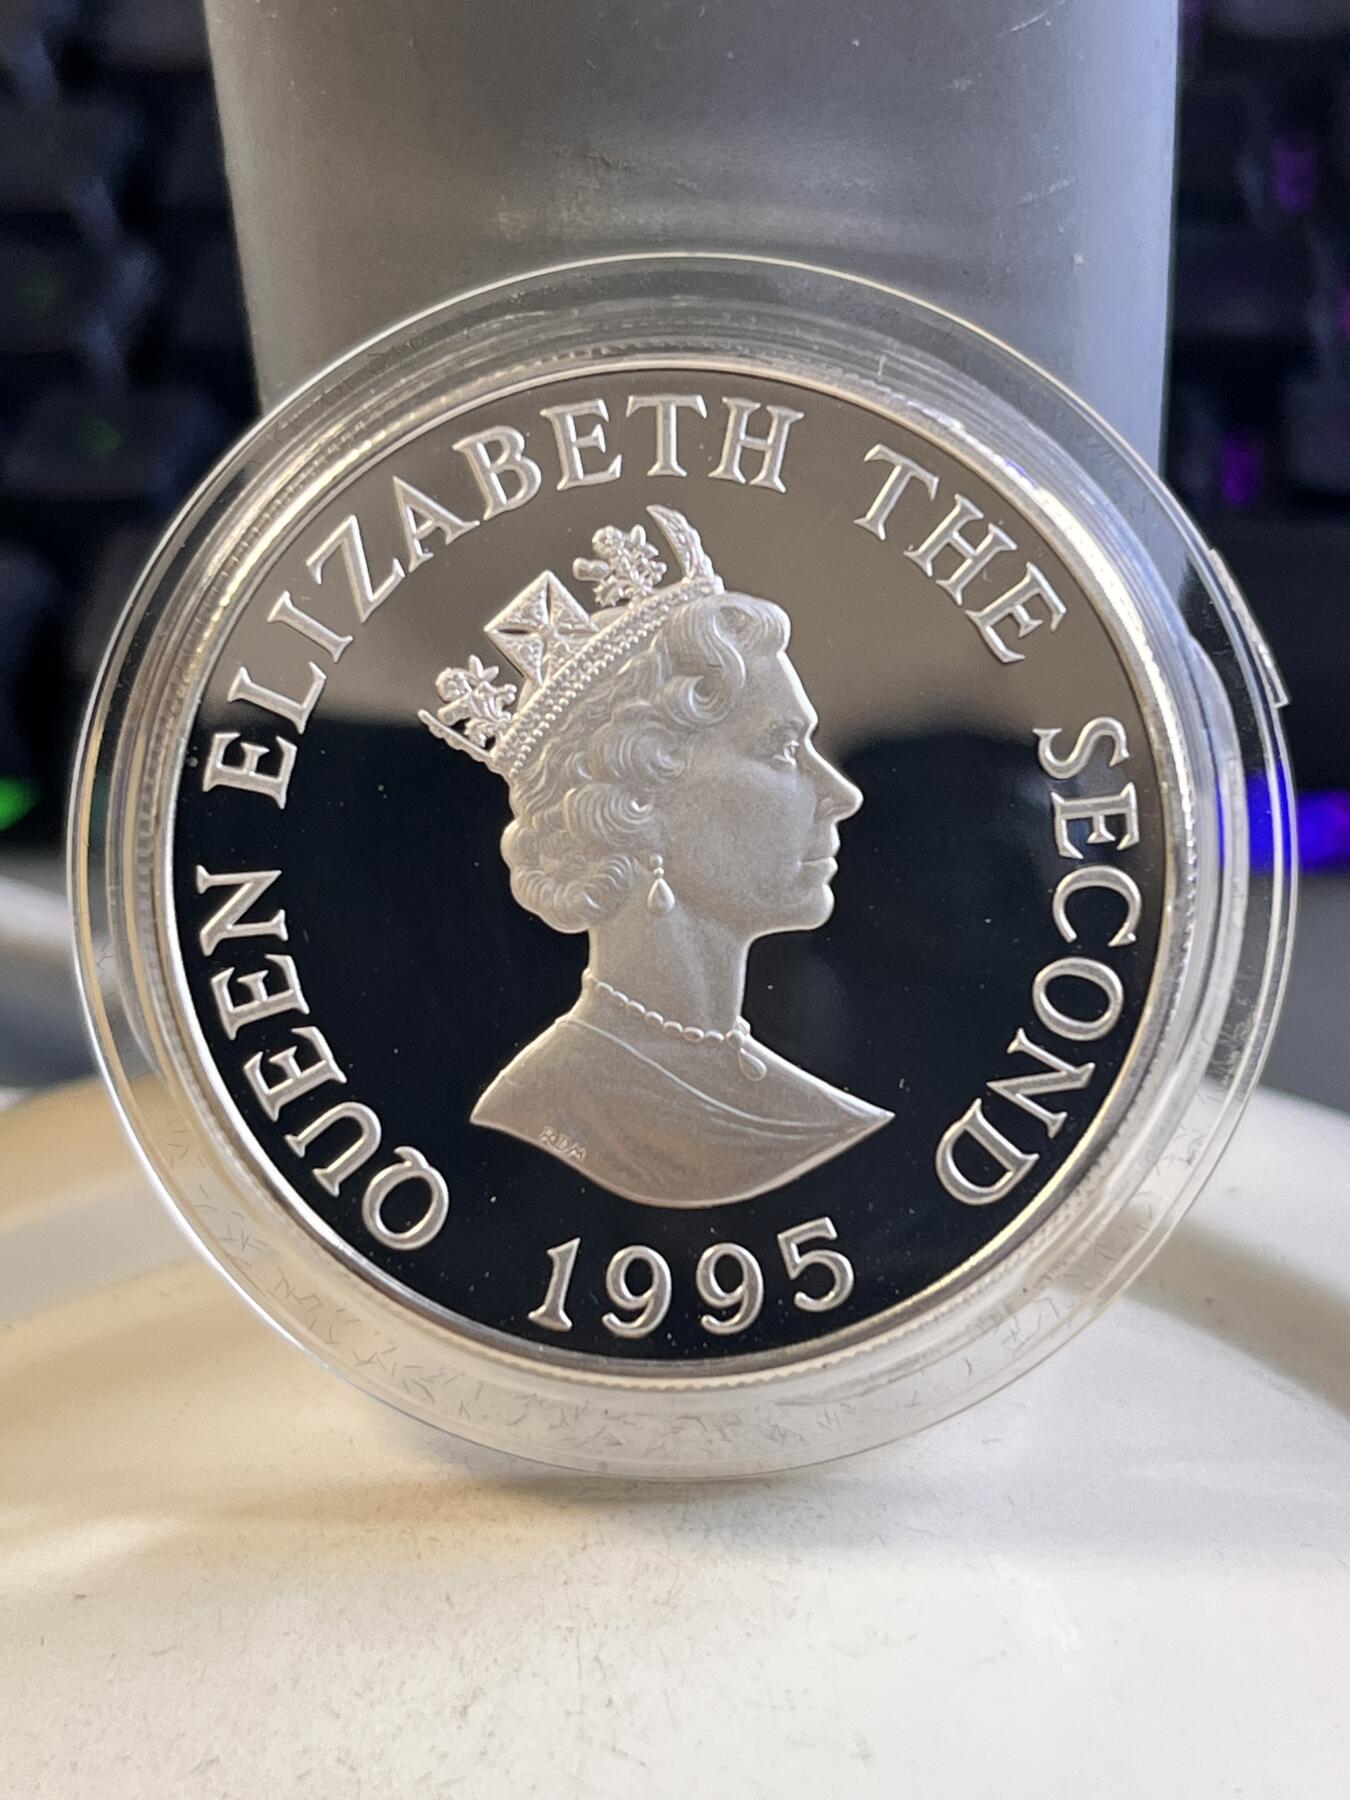 QUEEN ELIZABETH THE SECOND
RDM
1995